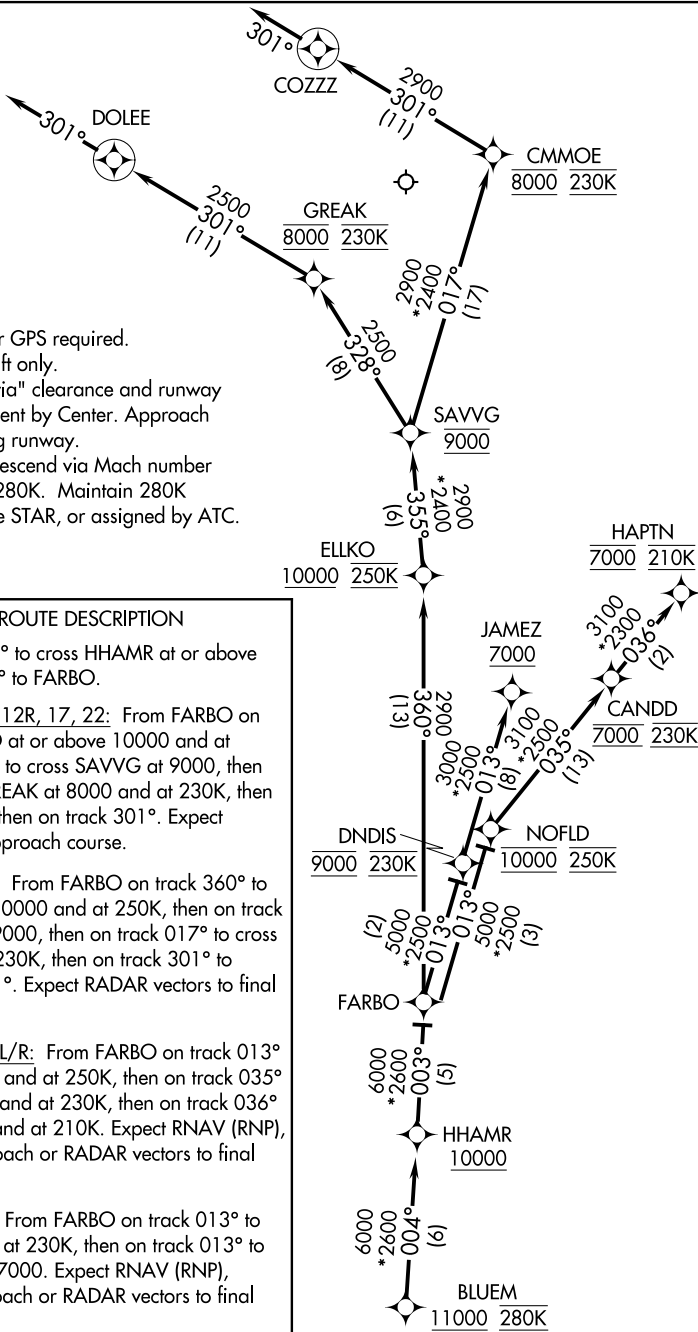 301°
COZZZ
2900
301°
(11)
CMMOE
8000 230K
DOLEE
301°
2500
301°
(11)
GREAK
8000 230K
2900
*2400
017°
(17)
2500
328°
(8)
SAVVG
9000
r GPS required.
ft only.
via" clearance and runway
ent by Center. Approach
g runway.
escend via Mach number
280K. Maintain 280K
e STAR, or assigned by ATC.
2900
*2400
355°
(6)
ELLKO
10000 250K
HAPTN
7000 210K
3100
*2300
036°
(2)
JAMEZ
7000
CANDD
7000 230K
2900
360°
(13)
3000
*2500
013°
(8)
3100
*2500
035°
(13)
DNDIS
9000 230K
NOFLD
10000 250K
(2)
5000
*2500
013°
013°
5000
*2500
(3)
FARBO
6000
*2600
003°
(5)
HHAMR
10000
6000
*2600
004°
(6)
BLUEM
11000 280K
ROUTE DESCRIPTION
° to cross HHAMR at or above
° to FARBO.
12R, 17, 22: From FARBO on
O at or above 10000 and at
to cross SAVVG at 9000, then
REAK at 8000 and at 230K, then
then on track 301°. Expect
pproach course.
From FARBO on track 360° to
0000 and at 250K, then on track
9000, then on track 017° to cross
230K, then on track 301° to
1°. Expect RADAR vectors to final
L/R: From FARBO on track 013°
and at 250K, then on track 035°
and at 230K, then on track 036°
and at 210K. Expect RNAV (RNP),
oach or RADAR vectors to final
From FARBO on track 013° to
at 230K, then on track 013° to
7000. Expect RNAV (RNP),
oach or RADAR vectors to final